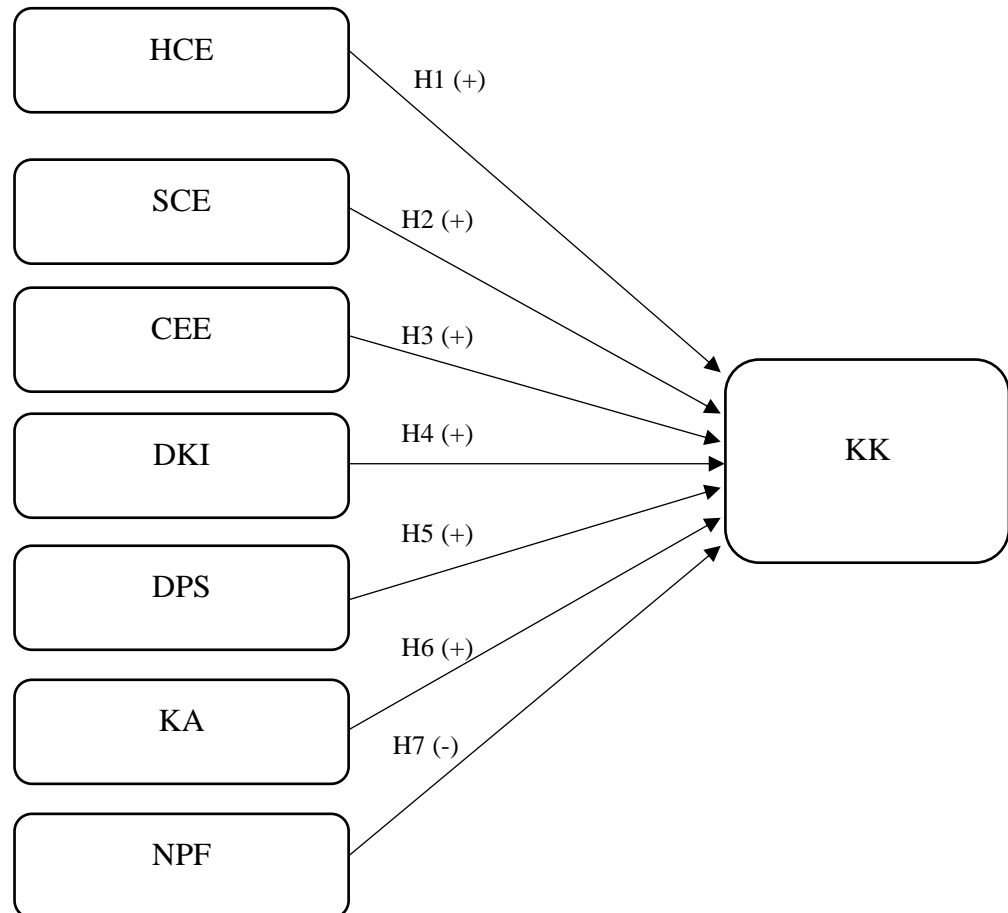 HCE
H1 (+)
SCE
H2 (+)
CEE
H3 (+)
DKI
H4 (+)
KK
H5 (+)
DPS
H6 (+)
KA
H7 (-)
NPF